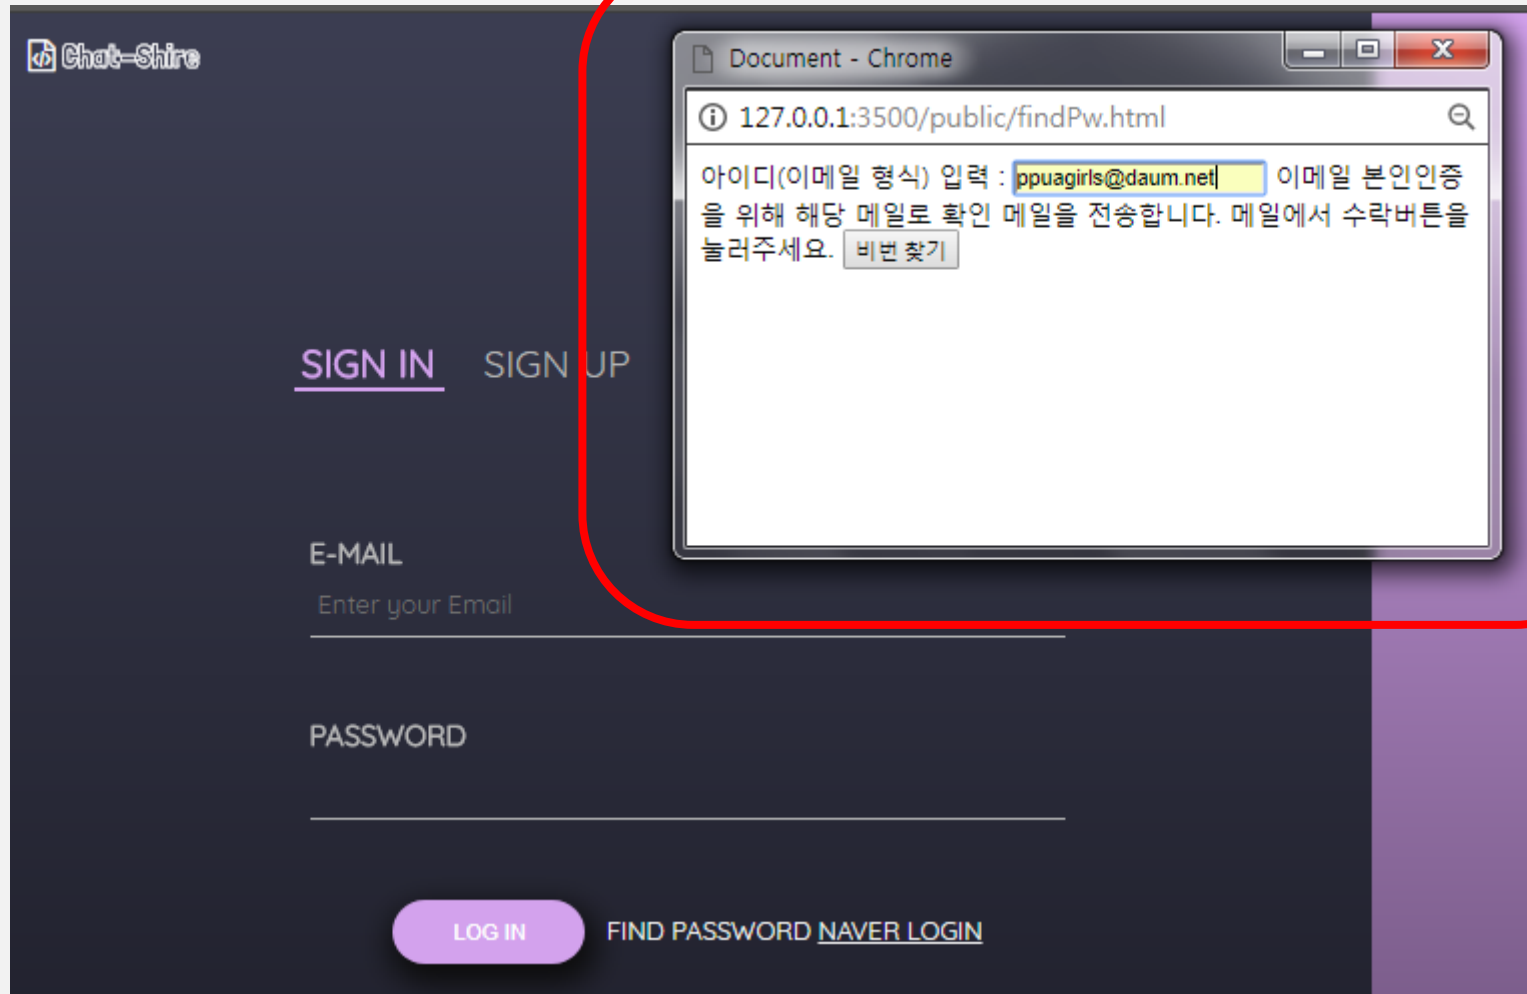 Chat-Shire
Document - Chrome
127.0.0.1:3500/public/findPw.html
아이디(이메일 형식) 입력 : ppuagirls@daum.net 이메일 본인인증
을 위해 해당 메일로 확인 메일을 전송합니다. 메일에서 수락버튼을
눌러주세요. 비번 찾기
SIGN IN SIGN UP
E-MAIL
Enter your Email
PASSWORD
LOG IN FIND PASSWORD NAVER LOGIN